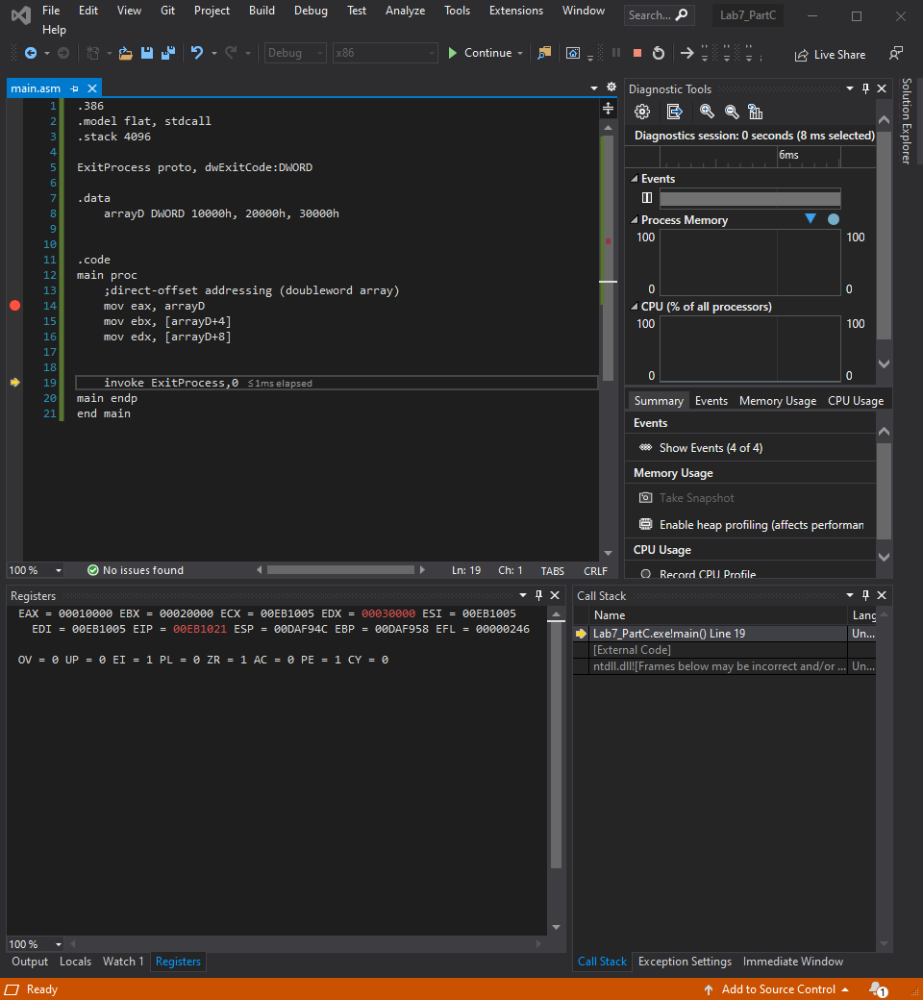 File Edit View Git Project Build Debug Test Analyze Tools Extensions Window Search... Lab7_PartC
Help
Debug x86 Continue Live Share
main.asm
1 .386
2 .model flat, stdcall
3 .stack 4096
4
5 ExitProcess proto, dwExitCode:DWORD
6
7 .data
8 arrayD DWORD 10000h, 20000h, 30000h
9
10
11 .code
12 main proc
13 ;direct-offset addressing (doubleword array)
14 mov eax, arrayD
15 mov ebx, [arrayD+4]
16 mov edx, [arrayD+8]
17
18
19 invoke ExitProcess,0 ≤1ms elapsed
20 main endp
21 end main
100 % No issues found Ln: 19 Ch: 1 TABS CRLF
Diagnostic Tools
Diagnostics session: 0 seconds (8 ms selected)
6ms
Events
Process Memory
100 100
0 0
CPU (% of all processors)
100 100
0 0
Summary Events Memory Usage CPU Usage
Events
Show Events (4 of 4)
Memory Usage
Take Snapshot
Enable heap profiling (affects performan
CPU Usage
Record CPU Profile
Solution Explorer
Registers
EAX = 00010000 EBX = 00020000 ECX = 00EB1005 EDX = 00030000 ESI = 00EB1005
EDI = 00EB1005 EIP = 00EB1021 ESP = 00DAF94C EBP = 00DAF958 EFL = 00000246
OV = 0 UP = 0 EI = 1 PL = 0 ZR = 1 AC = 0 PE = 1 CY = 0
100 %
Output Locals Watch 1 Registers
Call Stack
Name Lang
Lab7_PartC.exe!main() Line 19 Un...
[External Code]
ntdll.dll![Frames below may be incorrect and/or ... Un...
Call Stack Exception Settings Immediate Window
Ready Add to Source Control 1